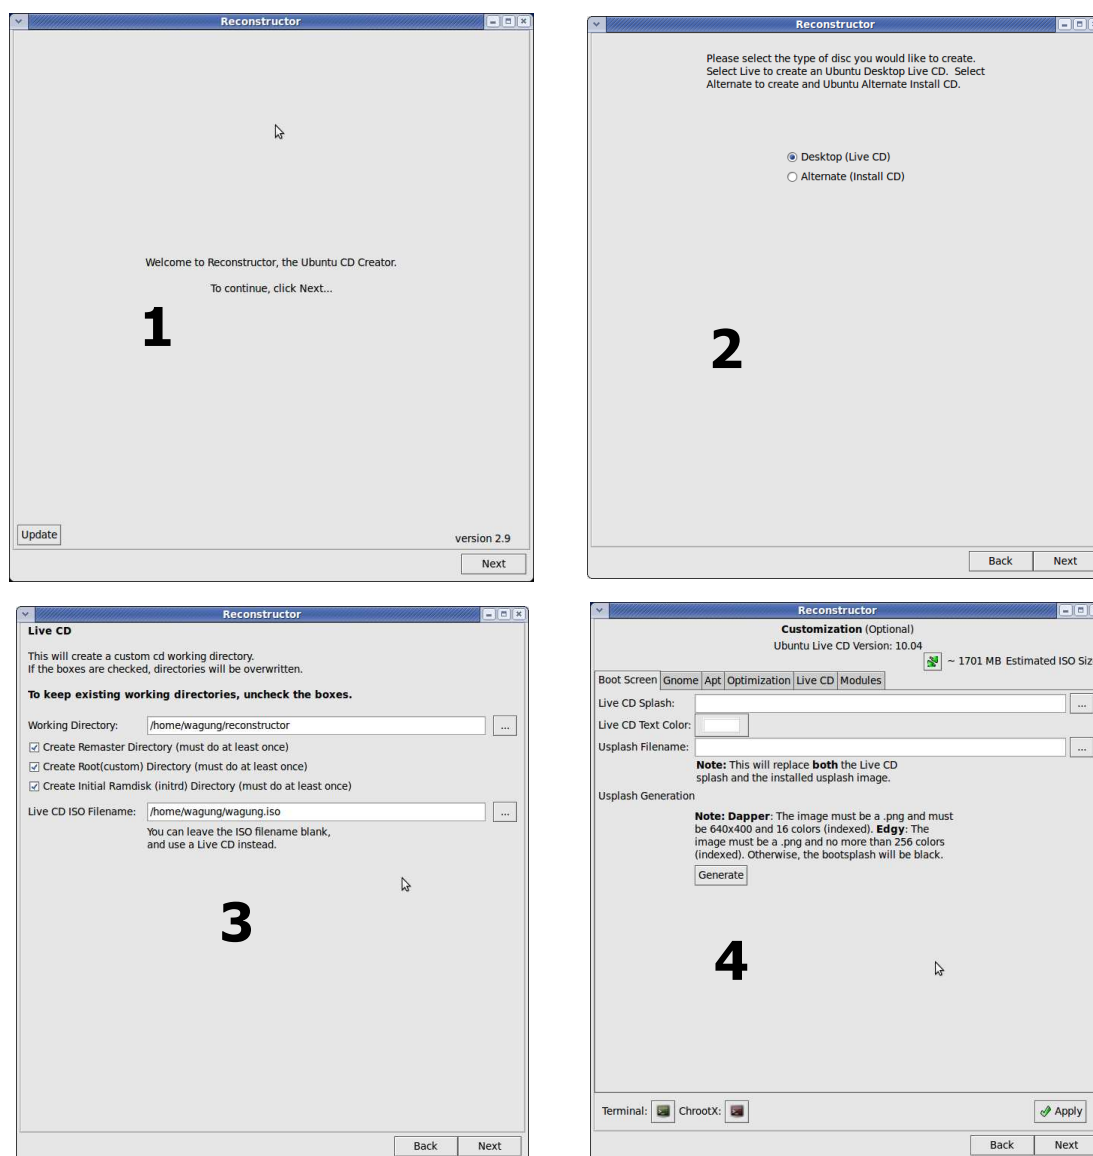 Reconstructor
Welcome to Reconstructor, the Ubuntu CD Creator.
To continue, click Next...
1
Update
version 2.9
Next
Reconstructor
Please select the type of disc you would like to create.
Select Live to create an Ubuntu Desktop Live CD.  Select
Alternate to create and Ubuntu Alternate Install CD.
Desktop (Live CD)
Alternate (Install CD)
2
Back
Next
Reconstructor
Live CD
This will create a custom cd working directory.
If the boxes are checked, directories will be overwritten.
To keep existing working directories, uncheck the boxes.
Working Directory: /home/wagung/reconstructor ...
Create Remaster Directory (must do at least once)
Create Root(custom) Directory (must do at least once)
Create Initial Ramdisk (initrd) Directory (must do at least once)
Live CD ISO Filename: /home/wagung/wagung.iso ...
You can leave the ISO filename blank,
and use a Live CD instead.
3
Back
Next
Reconstructor
Customization (Optional)
Ubuntu Live CD Version: 10.04
~ 1701 MB Estimated ISO Size
Boot Screen Gnome Apt Optimization Live CD Modules
Live CD Splash: ...
Live CD Text Color:
Usplash Filename: ...
Note: This will replace both the Live CD
splash and the installed usplash image.
Usplash Generation
Note: Dapper: The image must be a .png and must
be 640x400 and 16 colors (indexed). Edgy: The
image must be a .png and no more than 256 colors
(indexed). Otherwise, the bootsplash will be black.
Generate
4
Terminal: ChrootX: Apply
Back
Next